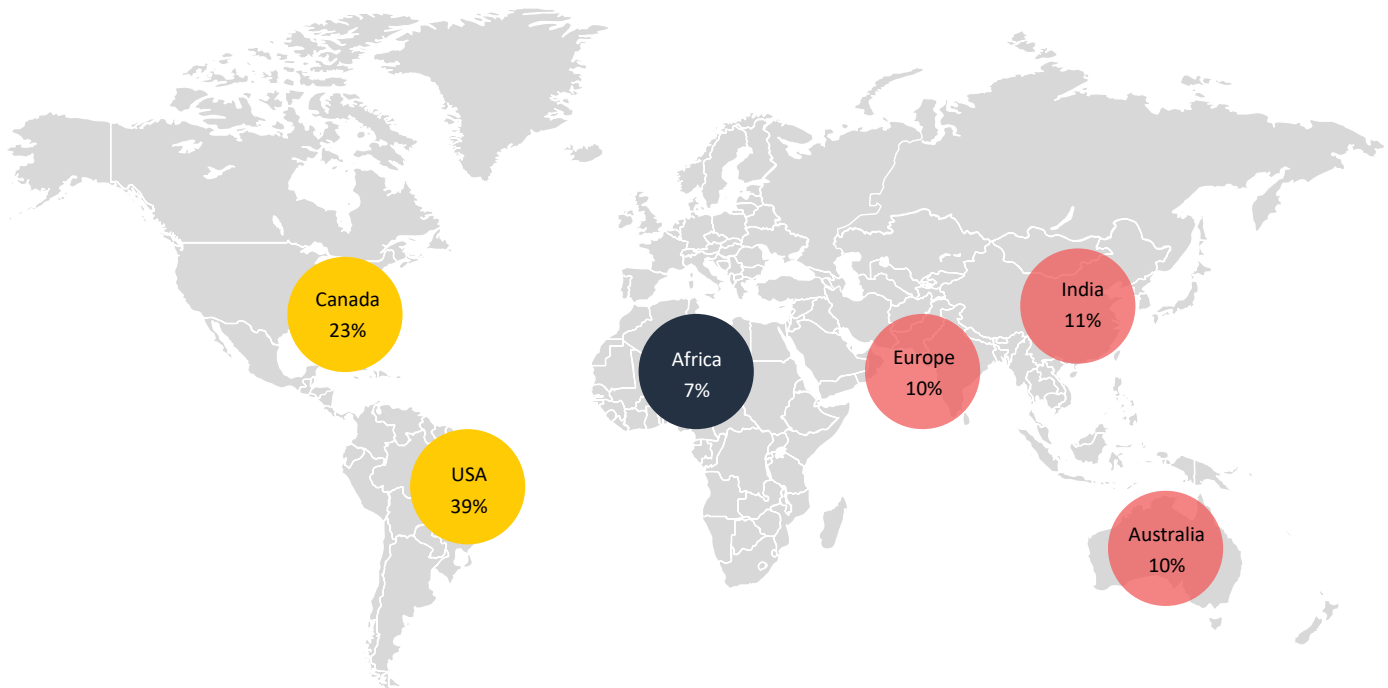 Canada
23%
India
11%
Africa
7%
Europe
10%
USA
39%
Australia
10%